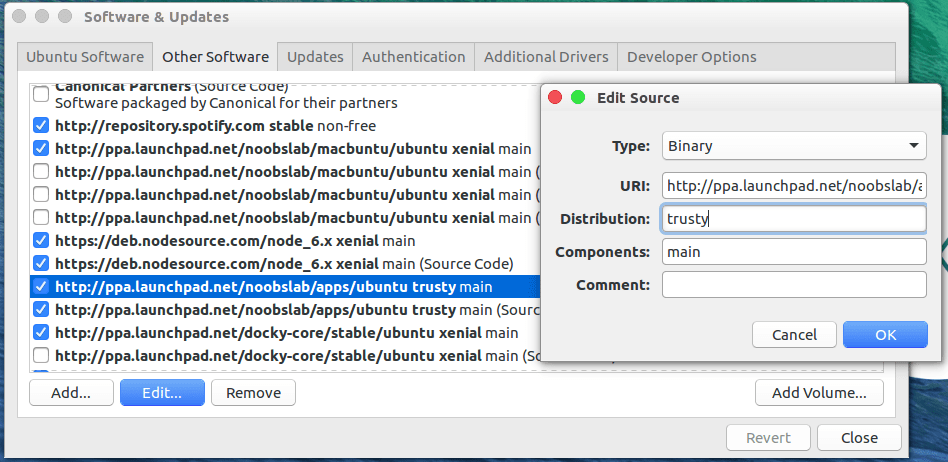 Software & Updates
Ubuntu Software Other Software Updates Authentication Additional Drivers Developer Options
Canonical Partners (Source Code)
Software packaged by Canonical for their partners
http://repository.spotify.com stable non-free
http://ppa.launchpad.net/noobslab/macbuntu/ubuntu xenial main
http://ppa.launchpad.net/noobslab/macbuntu/ubuntu xenial main (
http://ppa.launchpad.net/noobslab/macbuntu/ubuntu xenial main
http://ppa.launchpad.net/noobslab/macbuntu/ubuntu xenial main (
https://deb.nodesource.com/node_6.x xenial main
https://deb.nodesource.com/node_6.x xenial main (Source Code)
http://ppa.launchpad.net/noobslab/apps/ubuntu trusty main
http://ppa.launchpad.net/noobslab/apps/ubuntu trusty main (Sour
http://ppa.launchpad.net/docky-core/stable/ubuntu xenial main
http://ppa.launchpad.net/docky-core/stable/ubuntu xenial main (Source Code)
Add... Edit... Remove Add Volume...
Revert Close
Edit Source
Type: Binary
URI: http://ppa.launchpad.net/noobslab/a
Distribution: trusty
Components: main
Comment:
Cancel OK